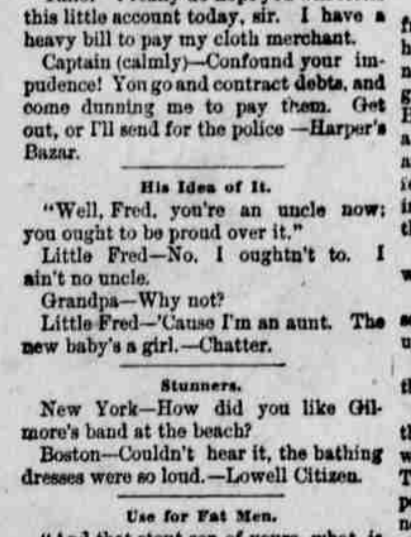 this little account today, sir. I have a
heavy bill to pay my cloth merchant.
Captain (calmly)—Confound your im-
pudence! You go and contract debts, and
come dunning me to pay them. Get
out, or I'll send for the police —Harper's
Bazar.
His Idea of It.
"Well, Fred, you're an uncle now;
you ought to be proud over it."
Little Fred—No, I oughtn't to. I
ain't no uncle.
Grandpa—Why not?
Little Fred—'Cause I'm an aunt. The
new baby's a girl.—Chatter.
Stunners.
New York—How did you like Gil-
more's band at the beach?
Boston—Couldn't hear it, the bathing
dresses were so loud.—Lowell Citizen.
Use for Fat Men.